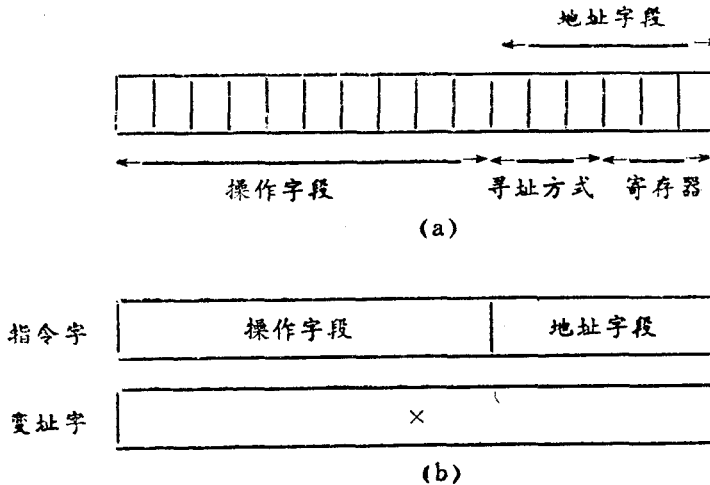 地址字段
操作字段 寻址方式 寄存器
(a)
指令字 操作字段 地址字段
变址字 ×
(b)